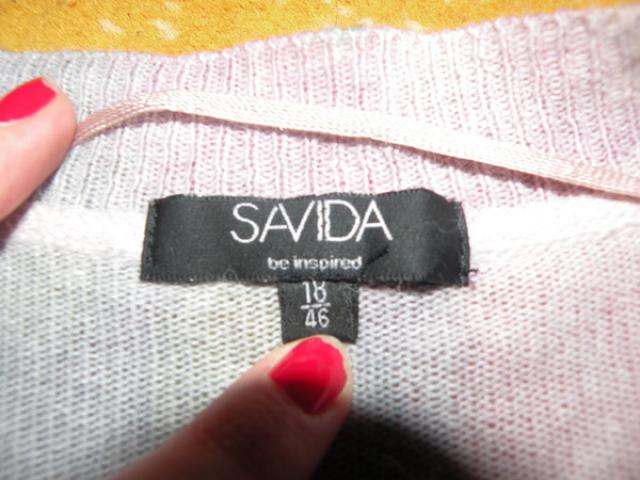 SAVIDA
be inspired
18
46